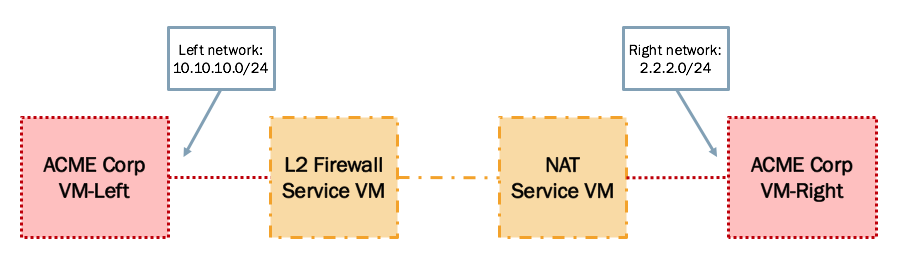 Left network:
10.10.10.0/24
Right network:
2.2.2.0/24
ACME Corp
VM-Left
L2 Firewall
Service VM
NAT
Service VM
ACME Corp
VM-Right